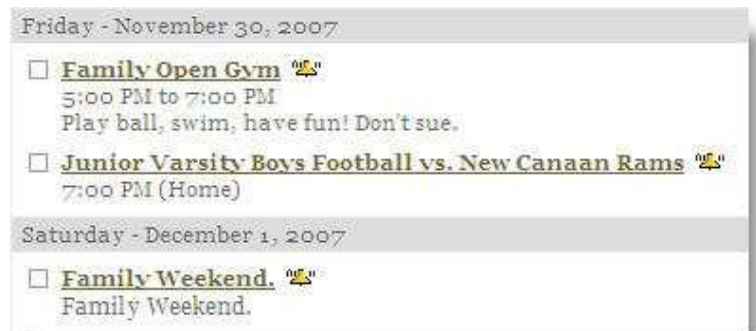 Friday - November 30, 2007
Family Open Gym
5:00 PM to 7:00 PM
Play ball, swim, have fun! Don't sue.
Junior Varsity Boys Football vs. New Canaan Rams
7:00 PM (Home)
Saturday - December 1, 2007
Family Weekend.
Family Weekend.